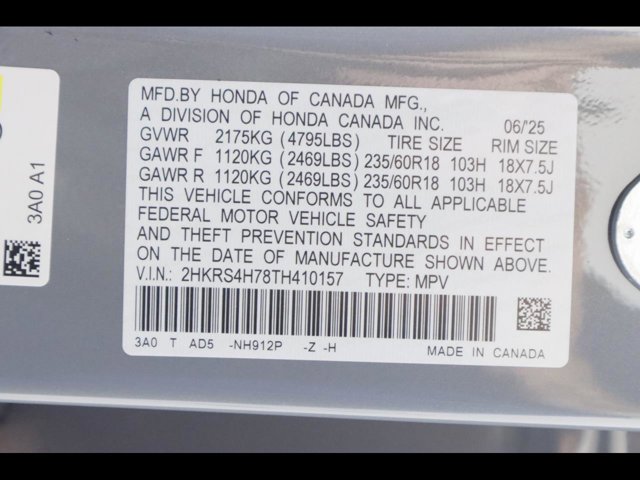 MFD.BY HONDA OF CANADA MFG.,
A DIVISION OF HONDA CANADA INC. 06/'25
GVWR 2175KG (4795LBS) TIRE SIZE RIM SIZE
GAWR F 1120KG (2469LBS) 235/60R18 103H 18X7.5J
GAWR R 1120KG (2469LBS) 235/60R18 103H 18X7.5J
THIS VEHICLE CONFORMS TO ALL APPLICABLE
FEDERAL MOTOR VEHICLE SAFETY
AND THEFT PREVENTION STANDARDS IN EFFECT
ON THE DATE OF MANUFACTURE SHOWN ABOVE.
V.I.N.: 2HKRS4H78TH410157 TYPE: MPV
3A0 T AD5 -NH912P -Z -H MADE IN CANADA
3A0 A1